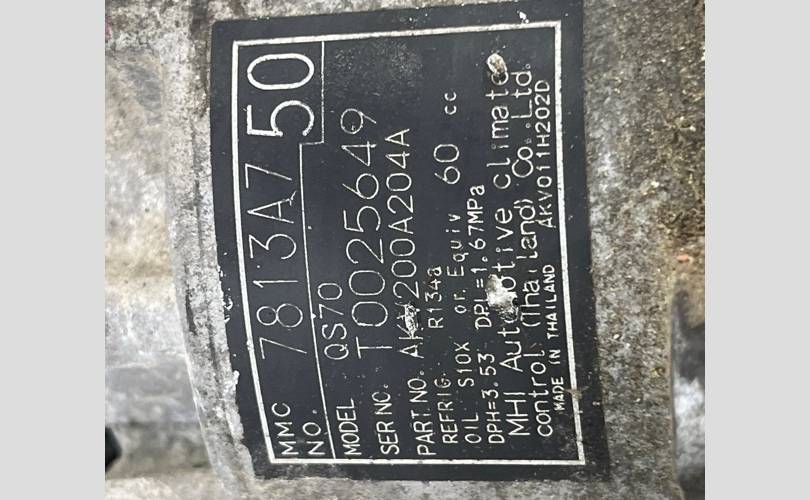 MMC NO. 7813A750
MODEL QS70
SER NO. T0025649
PART NO. AKV200A204A
REFRIG. R134a
OIL S10X or Equiv 60 cc
DPH=3.53 DPL=1.67MPa
MHI Automotive climate
control (Thailand) Co., Ltd.
MADE IN THAILAND AKV011H202D